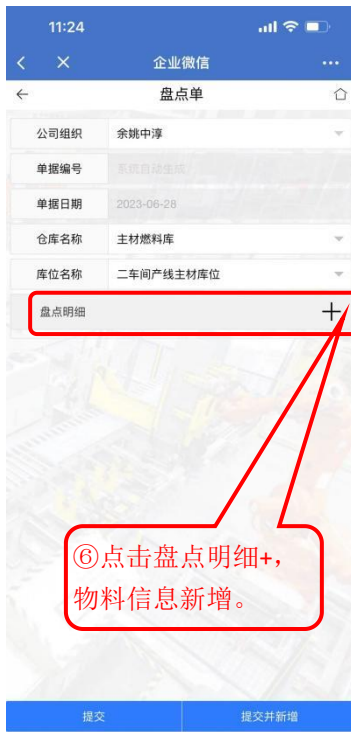 11:24
企业微信
盘点单
公司组织 余姚中淳
单据编号 系统自动生成
单据日期 2023-06-28
仓库名称 主材燃料库
库位名称 二车间产线主材库位
盘点明细 +
⑥点击盘点明细+,
物料信息新增。
提交 提交并新增